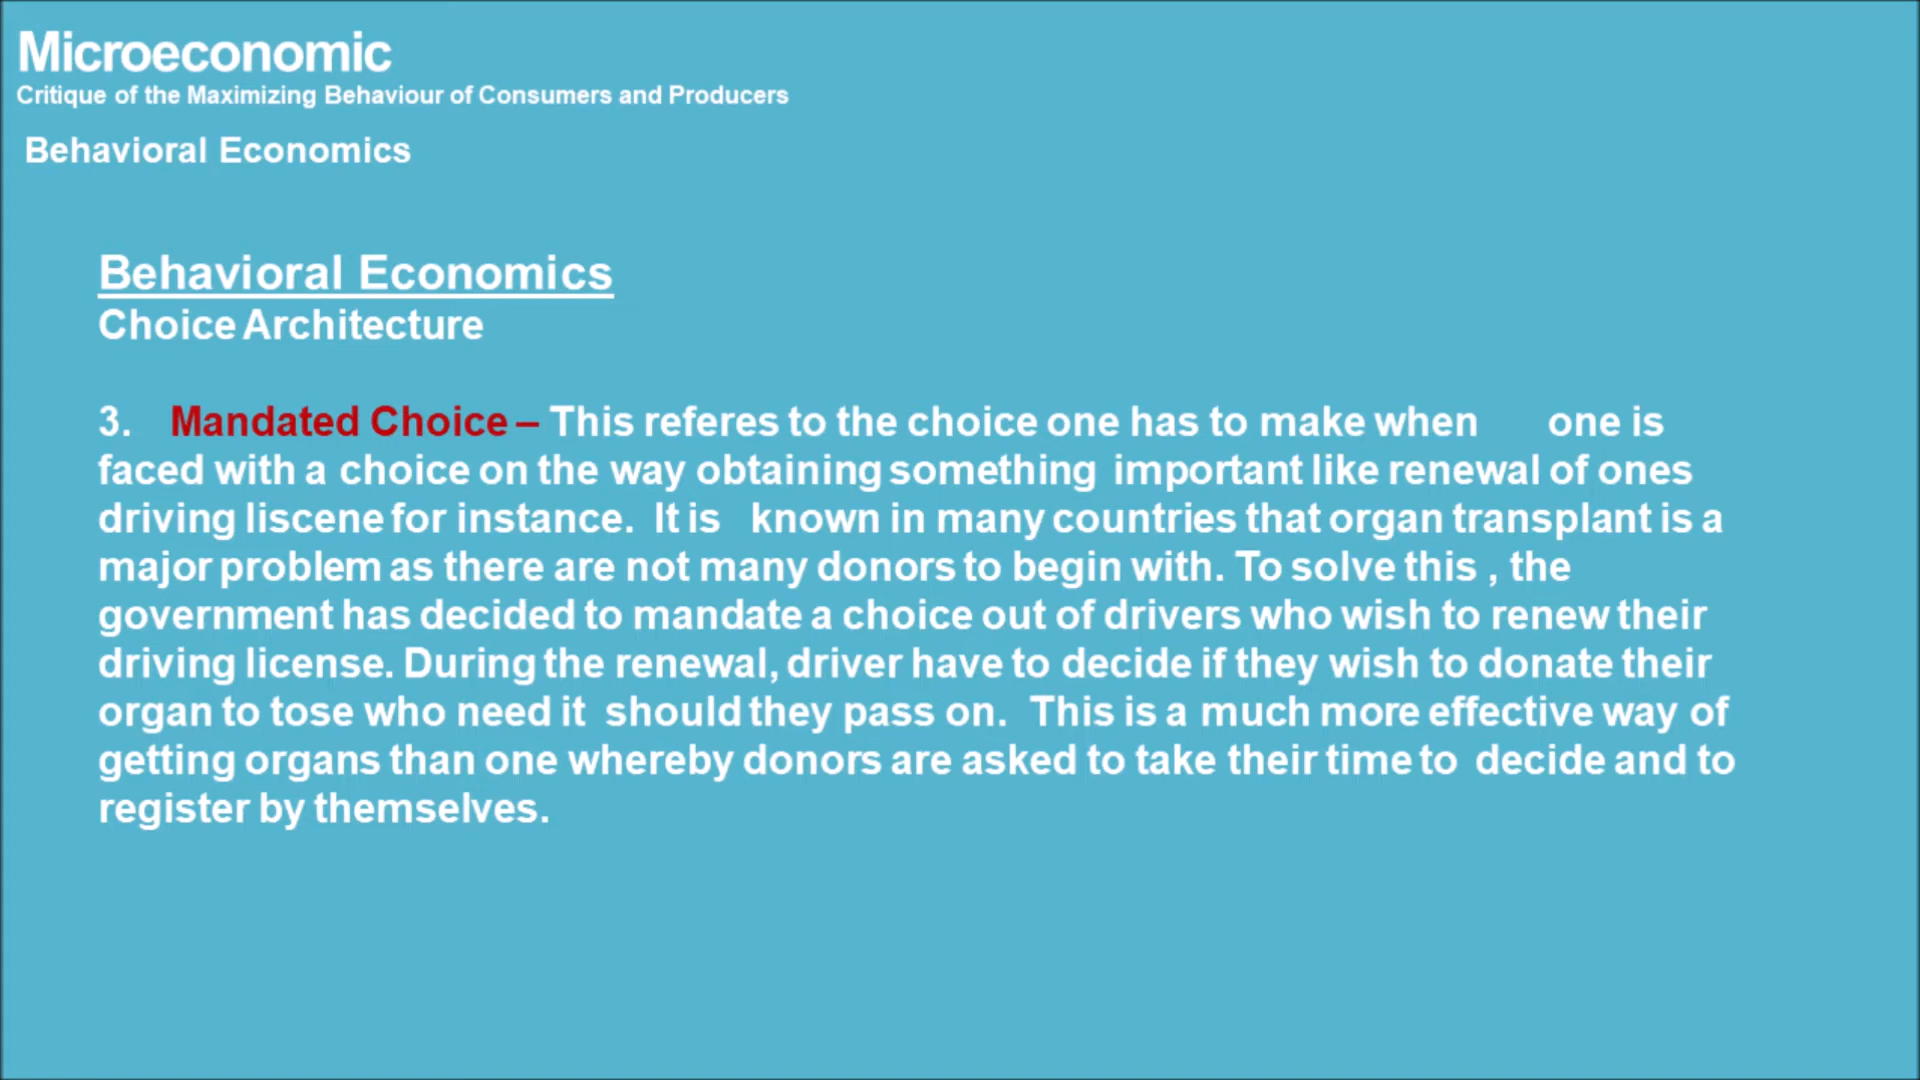 Microeconomic
Critique of the Maximizing Behaviour of Consumers and Producers
Behavioral Economics
Behavioral Economics
Choice Architecture
3. Mandated Choice – This referes to the choice one has to make when one is
faced with a choice on the way obtaining something important like renewal of ones
driving liscene for instance. It is known in many countries that organ transplant is a
major problem as there are not many donors to begin with. To solve this , the
government has decided to mandate a choice out of drivers who wish to renew their
driving license. During the renewal, driver have to decide if they wish to donate their
organ to tose who need it should they pass on. This is a much more effective way of
getting organs than one whereby donors are asked to take their time to decide and to
register by themselves.